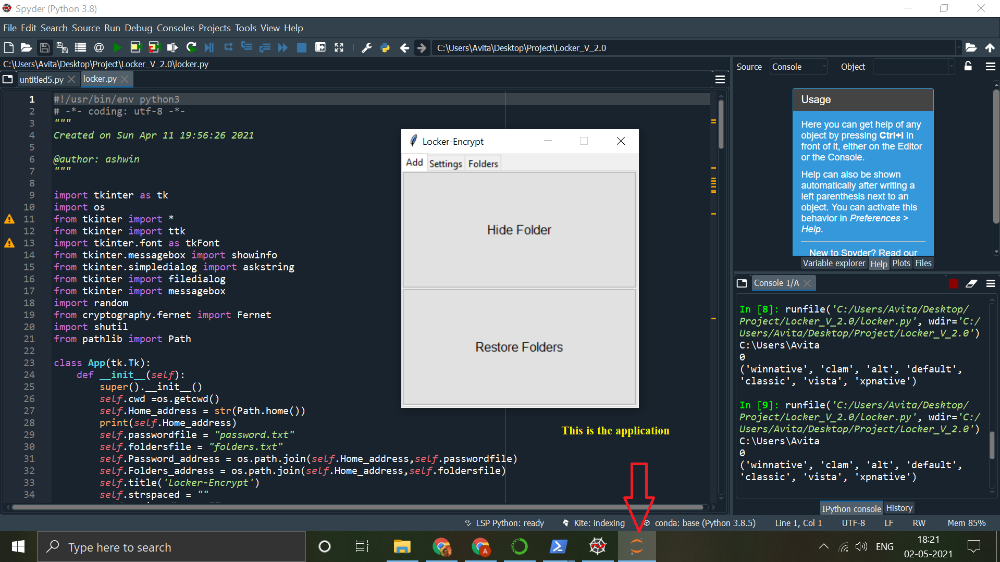 Spyder (Python 3.8)
File Edit Search Source Run Debug Consoles Projects Tools View Help
C:\Users\Avita\Desktop\Project\Locker_V_2.0
C:\Users\Avita\Desktop\Project\Locker_V_2.0\locker.py
untitled5.py
locker.py
1 #!/usr/bin/env python3
2 # -*- coding: utf-8 -*-
3 """
4 Created on Sun Apr 11 19:56:26 2021
5
6 @author: ashwin
7 """
8
9 import tkinter as tk
10 import os
11 from tkinter import *
12 from tkinter import ttk
13 import tkinter.font as tkFont
14 from tkinter.messagebox import showinfo
15 from tkinter.simpledialog import askstring
16 from tkinter import filedialog
17 from tkinter import messagebox
18 import random
19 from cryptography.fernet import Fernet
20 import shutil
21 from pathlib import Path
22
23 class App(tk.Tk):
24 def __init__(self):
25 super().__init__()
26 self.cwd =os.getcwd()
27 self.Home_address = str(Path.home())
28 print(self.Home_address)
29 self.passwordfile = "password.txt"
30 self.foldersfile = "folders.txt"
31 self.Password_address = os.path.join(self.Home_address,self.passwordfile)
32 self.Folders_address = os.path.join(self.Home_address,self.foldersfile)
33 self.title('Locker-Encrypt')
34 self.strspaced = ""
Locker-Encrypt
Add Settings Folders
Hide Folder
Restore Folders
This is the application
Source Console Object
Usage
Here you can get help of any
object by pressing Ctrl+I in
front of it, either on the Editor
or the Console.
Help can also be shown
automatically after writing a
left parenthesis next to an
object. You can activate this
behavior in Preferences >
Help.
New to Spyder? Read our
Variable explorer Help Plots Files
Console 1/A
In [8]: runfile('C:/Users/Avita/Desktop/
Project/Locker_V_2.0/locker.py', wdir='C:/
Users/Avita/Desktop/Project/Locker_V_2.0')
C:\Users\Avita
0
('winnative', 'clam', 'alt', 'default',
'classic', 'vista', 'xpnative')
In [9]: runfile('C:/Users/Avita/Desktop/
Project/Locker_V_2.0/locker.py', wdir='C:/
Users/Avita/Desktop/Project/Locker_V_2.0')
C:\Users\Avita
0
('winnative', 'clam', 'alt', 'default',
'classic', 'vista', 'xpnative')
IPython console History
LSP Python: ready Kite: indexing conda: base (Python 3.8.5) Line 1, Col 1 UTF-8 LF RW Mem 85%
Type here to search
A
ENG
18:21
02-05-2021